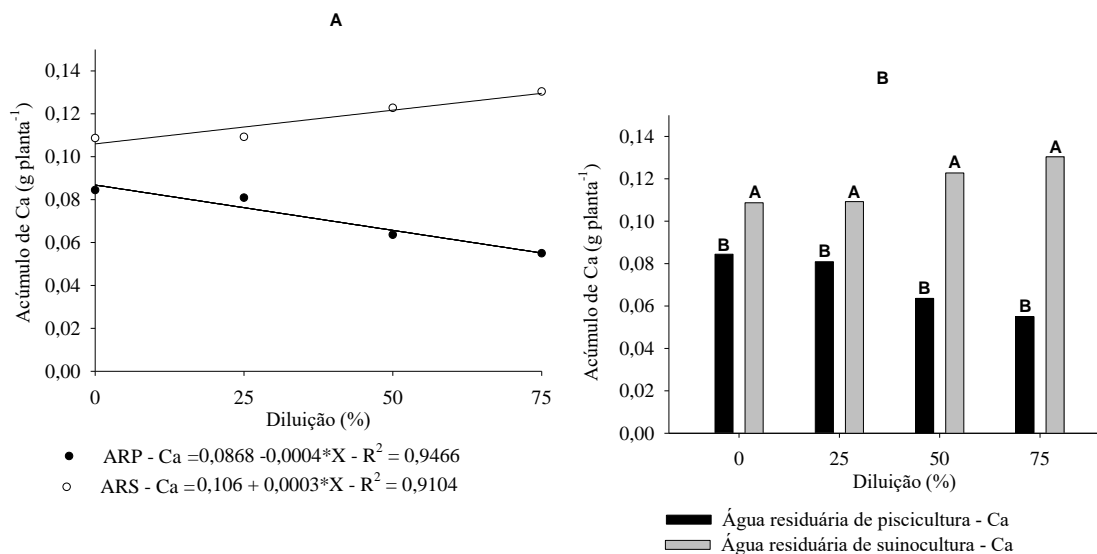 A
Acúmulo de Ca (g planta⁻¹)
0,14
0,12
0,10
0,08
0,06
0,04
0,02
0,00
0 25 50 75
Diluição (%)
ARP - Ca =0,0868 -0,0004*X - R² = 0,9466
ARS - Ca =0,106 + 0,0003*X - R² = 0,9104
B
Acúmulo de Ca (g planta⁻¹)
0,14
0,12
0,10
0,08
0,06
0,04
0,02
0,00
B A B A B A B A
0 25 50 75
Diluição (%)
Água residuária de piscicultura - Ca
Água residuária de suinocultura - Ca